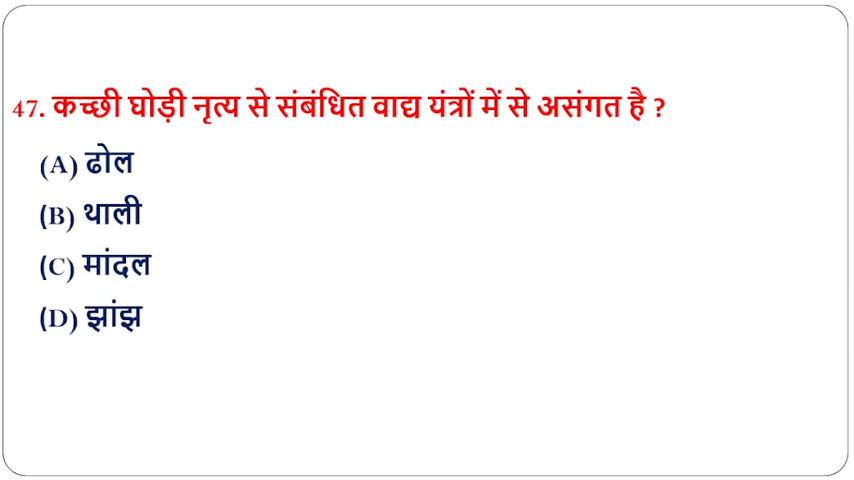 47. कच्छी घोड़ी नृत्य से संबंधित वाद्य यंत्रों में से असंगत है ?
(A) ढोल
(B) थाली
(C) मांदल
(D) झांझ